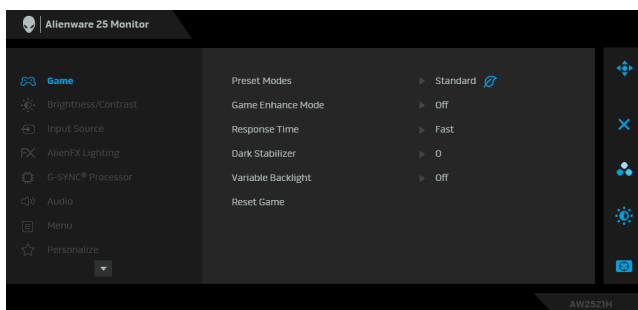 Alienware 25 Monitor
Game
Preset Modes Standard
Brightness/Contrast
Game Enhance Mode Off
Input Source
Response Time Fast
FX AlienFX Lighting
Dark Stabilizer 0
G-SYNC® Processor
Variable Backlight Off
Audio
Reset Game
Menu
Personalize
AW2521H